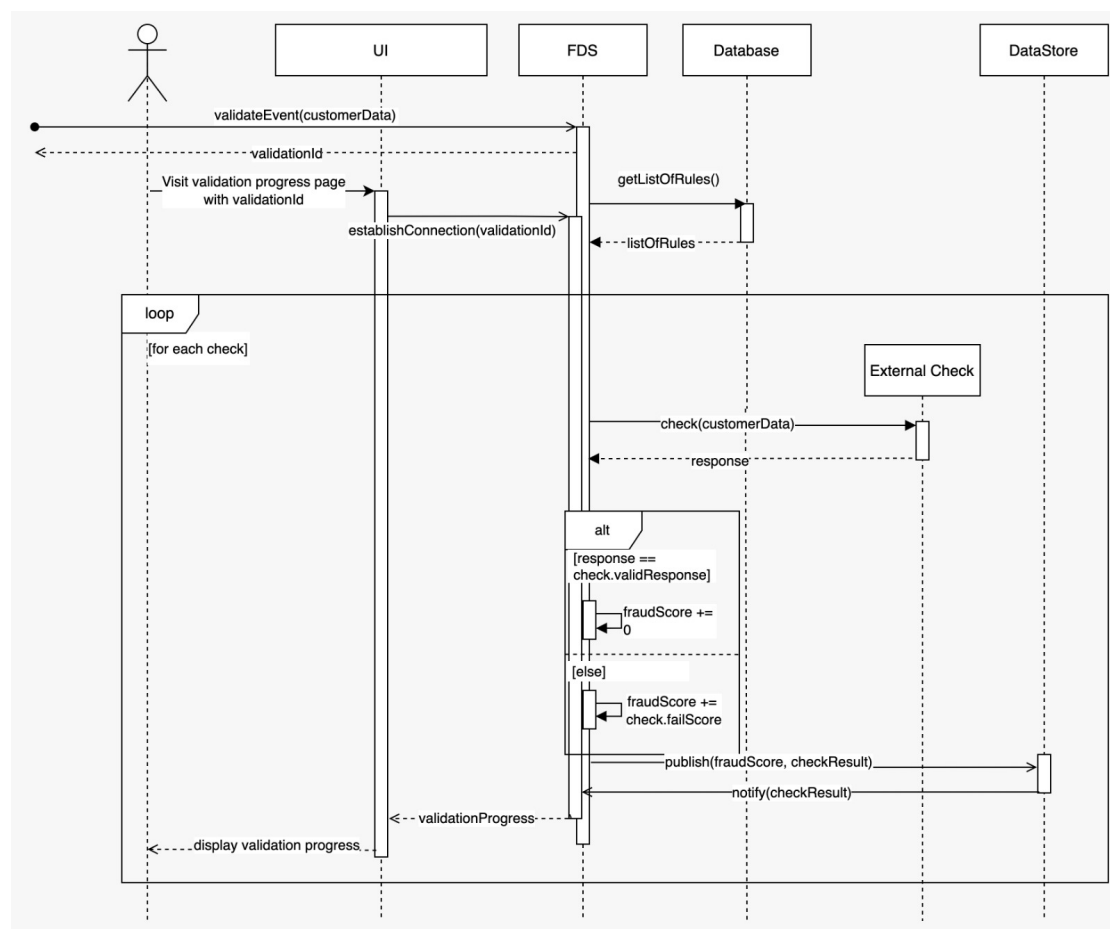 UI
FDS
Database
DataStore
validateEvent(customerData)
validationId
Visit validation progress page
with validationId
getListOfRules()
establishConnection(validationId)
listOfRules
loop
[for each check]
External Check
check(customerData)
response
alt
[response ==
check.validResponse]
fraudScore +=
0
[else]
fraudScore +=
check.failScore
publish(fraudScore, checkResult)
notify(checkResult)
validationProgress
display validation progress